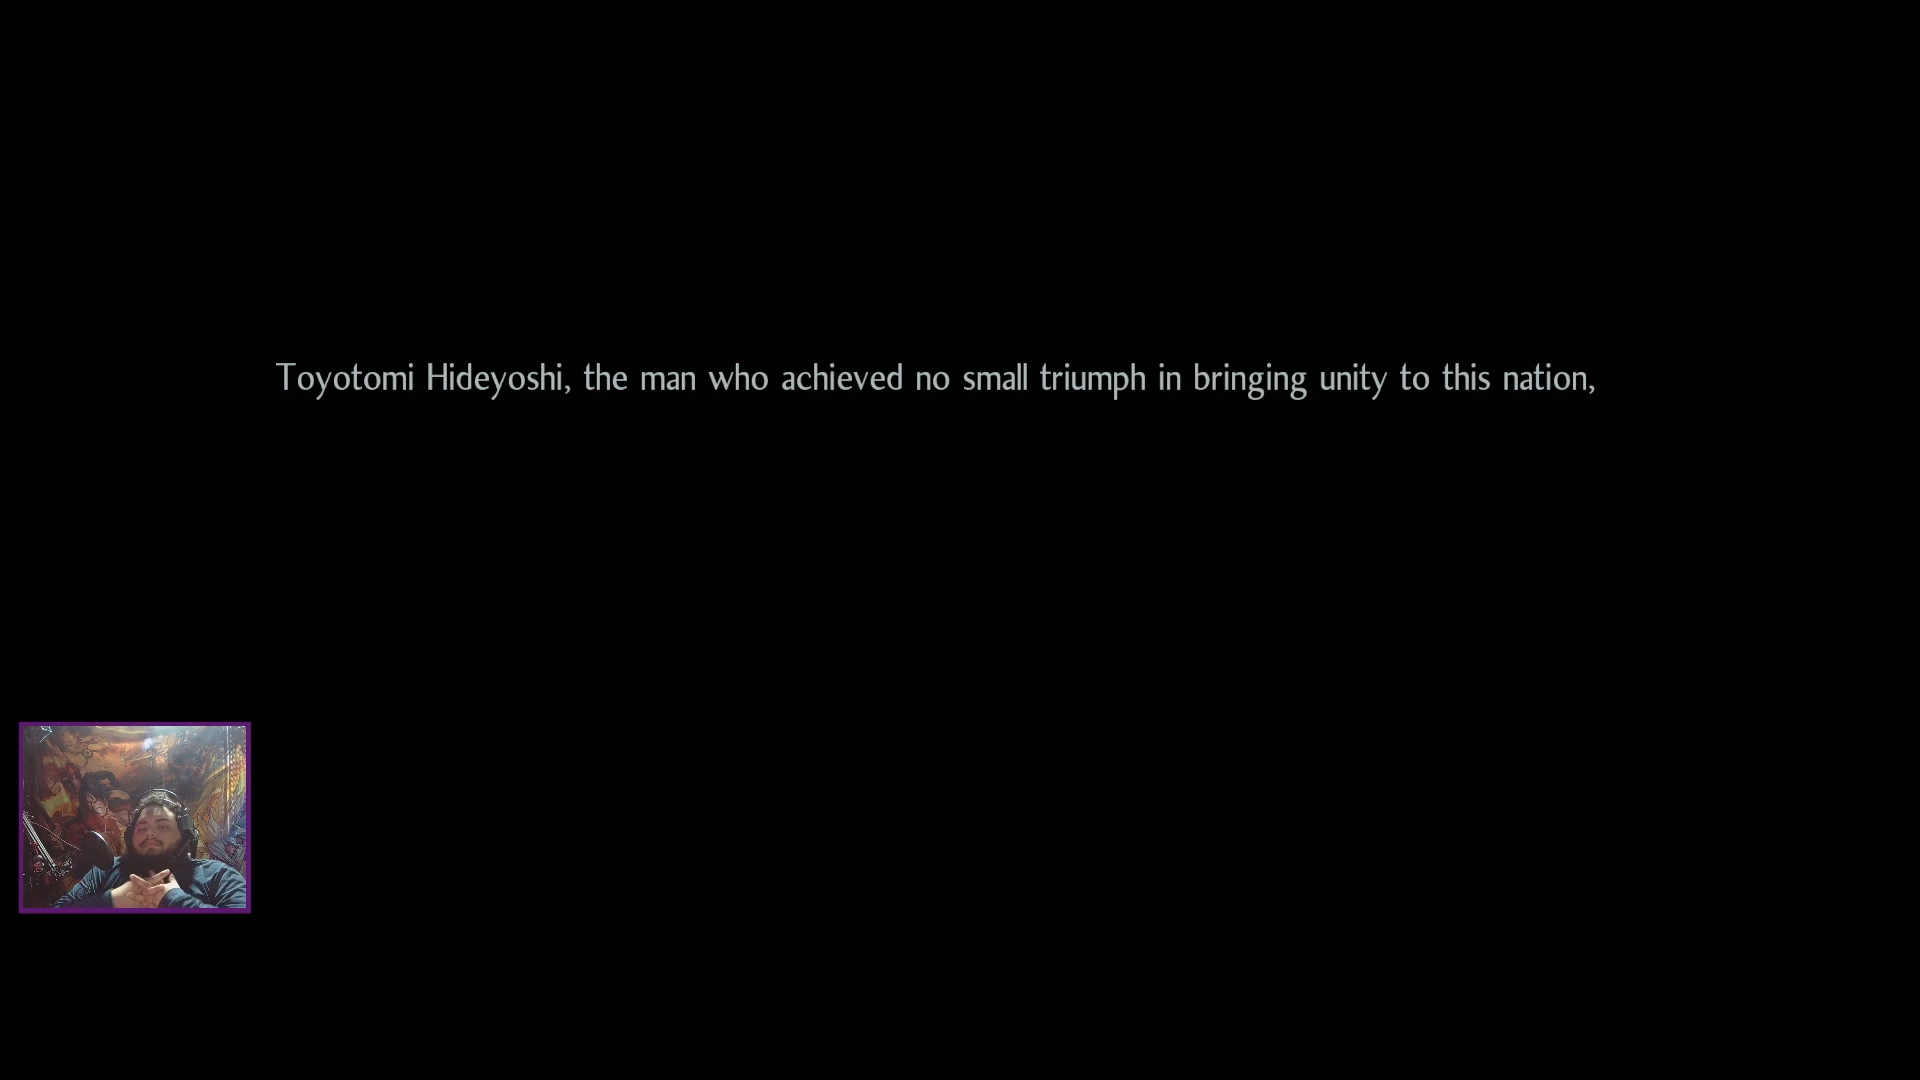 Toyotomi Hideyoshi, the man who achieved no small triumph in bringing unity to this nation,